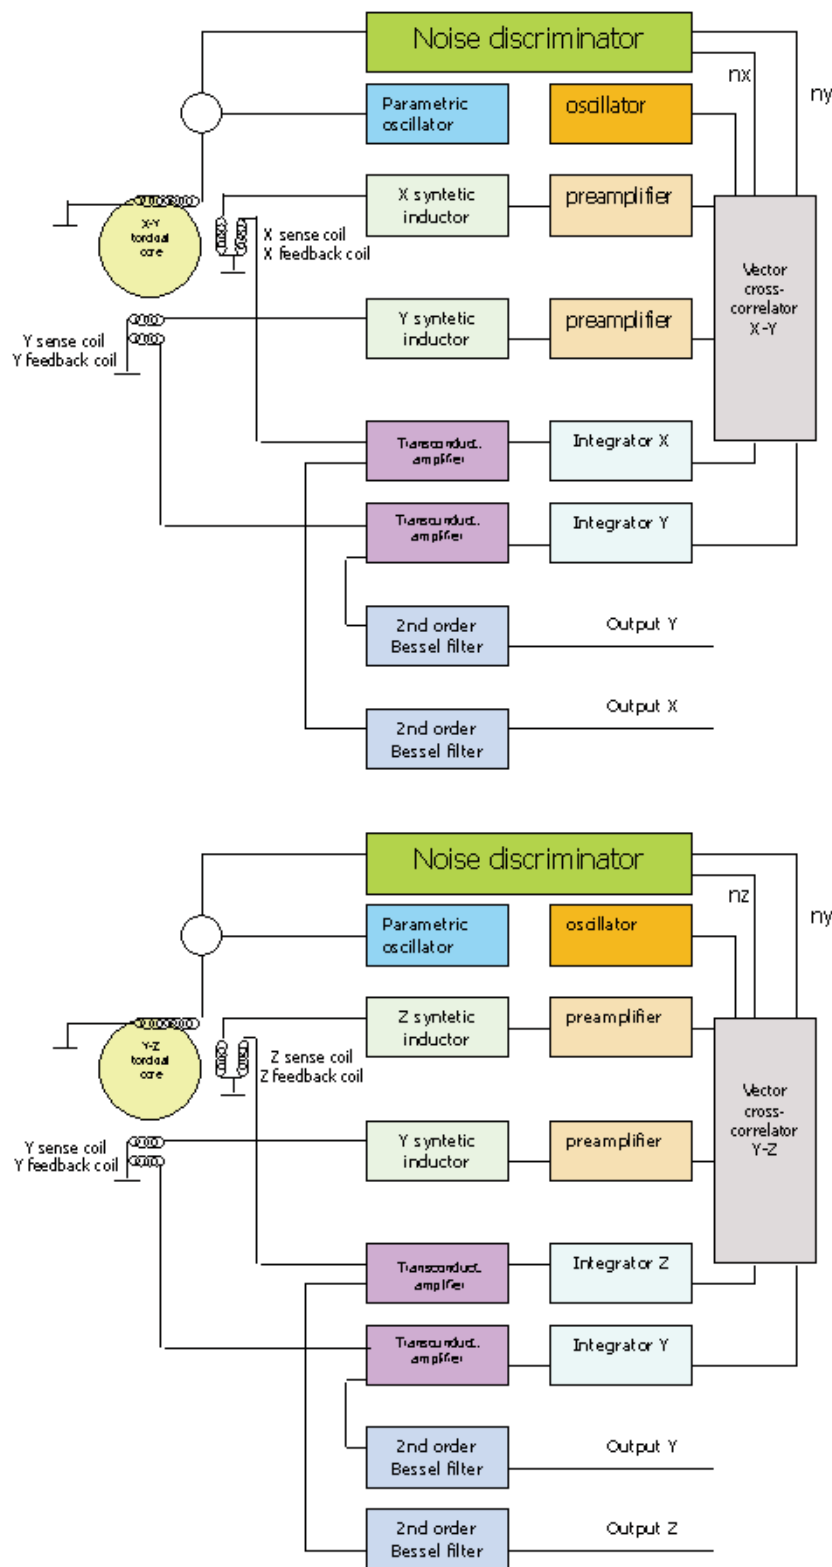 Noise discriminator
nx
ny
Parametric
oscillator
oscillator
X-Y
toroidal
core
X sense coil
X feedback coil
X syntetic
inductor
preamplifier
Vector
cross-
correlator
X-Y
Y sense coil
Y feedback coil
Y syntetic
inductor
preamplifier
Transconduct.
amplifier
Integrator X
Transconduct.
amplifier
Integrator Y
2nd order
Bessel filter
Output Y
2nd order
Bessel filter
Output X
Noise discriminator
nz
ny
Parametric
oscillator
oscillator
Y-Z
toroidal
core
Z sense coil
Z feedback coil
Z syntetic
inductor
preamplifier
Vector
cross-
correlator
Y-Z
Y sense coil
Y feedback coil
Y syntetic
inductor
preamplifier
Transconduct.
amplifier
Integrator Z
Transconduct.
amplifier
Integrator Y
2nd order
Bessel filter
Output Y
2nd order
Bessel filter
Output Z